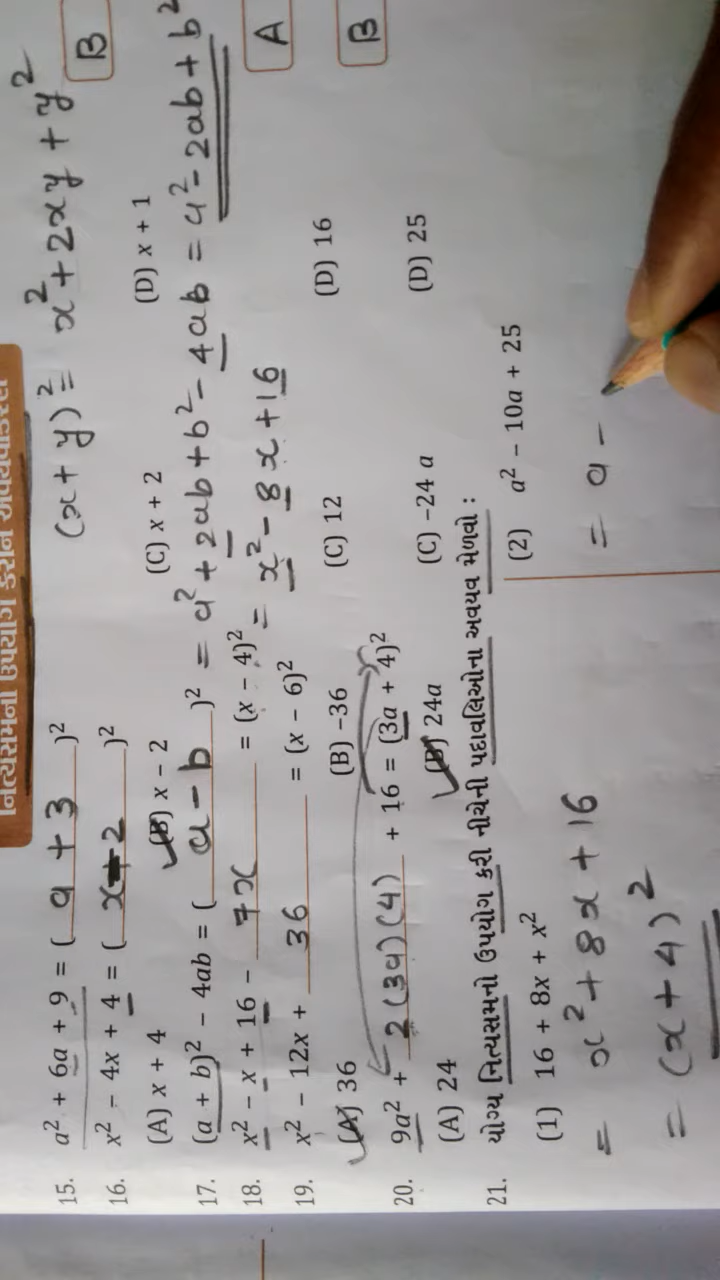 નિત્યસમનો ઉપયોગ કરીને અવયવીકરણ
(x + y)² = x² + 2xy + y²
15. a² + 6a + 9 = ( a + 3 )²
16. x² − 4x + 4 = ( x - 2 )² B
(A) x + 4 (B) x − 2 (C) x + 2 (D) x + 1
17. (a + b)² − 4ab = ( a - b )² = a² + 2ab + b² - 4ab = a² - 2ab + b²
18. x² − x + 16 − 7x = (x − 4)² = x² - 8x + 16
19. x² − 12x + 36 = (x − 6)² A
(A) 36 (B) −36 (C) 12 (D) 16
20. 9a² + 2(3a)(4) + 16 = (3a + 4)² B
(A) 24 (B) 24a (C) −24 a (D) 25
21. યોગ્ય નિત્યસમનો ઉપયોગ કરી નીચેની પદાવલિઓના અવયવ મેળવો :
(1) 16 + 8x + x² (2) a² − 10a + 25
= x² + 8x + 16 = a -
= (x + 4)²